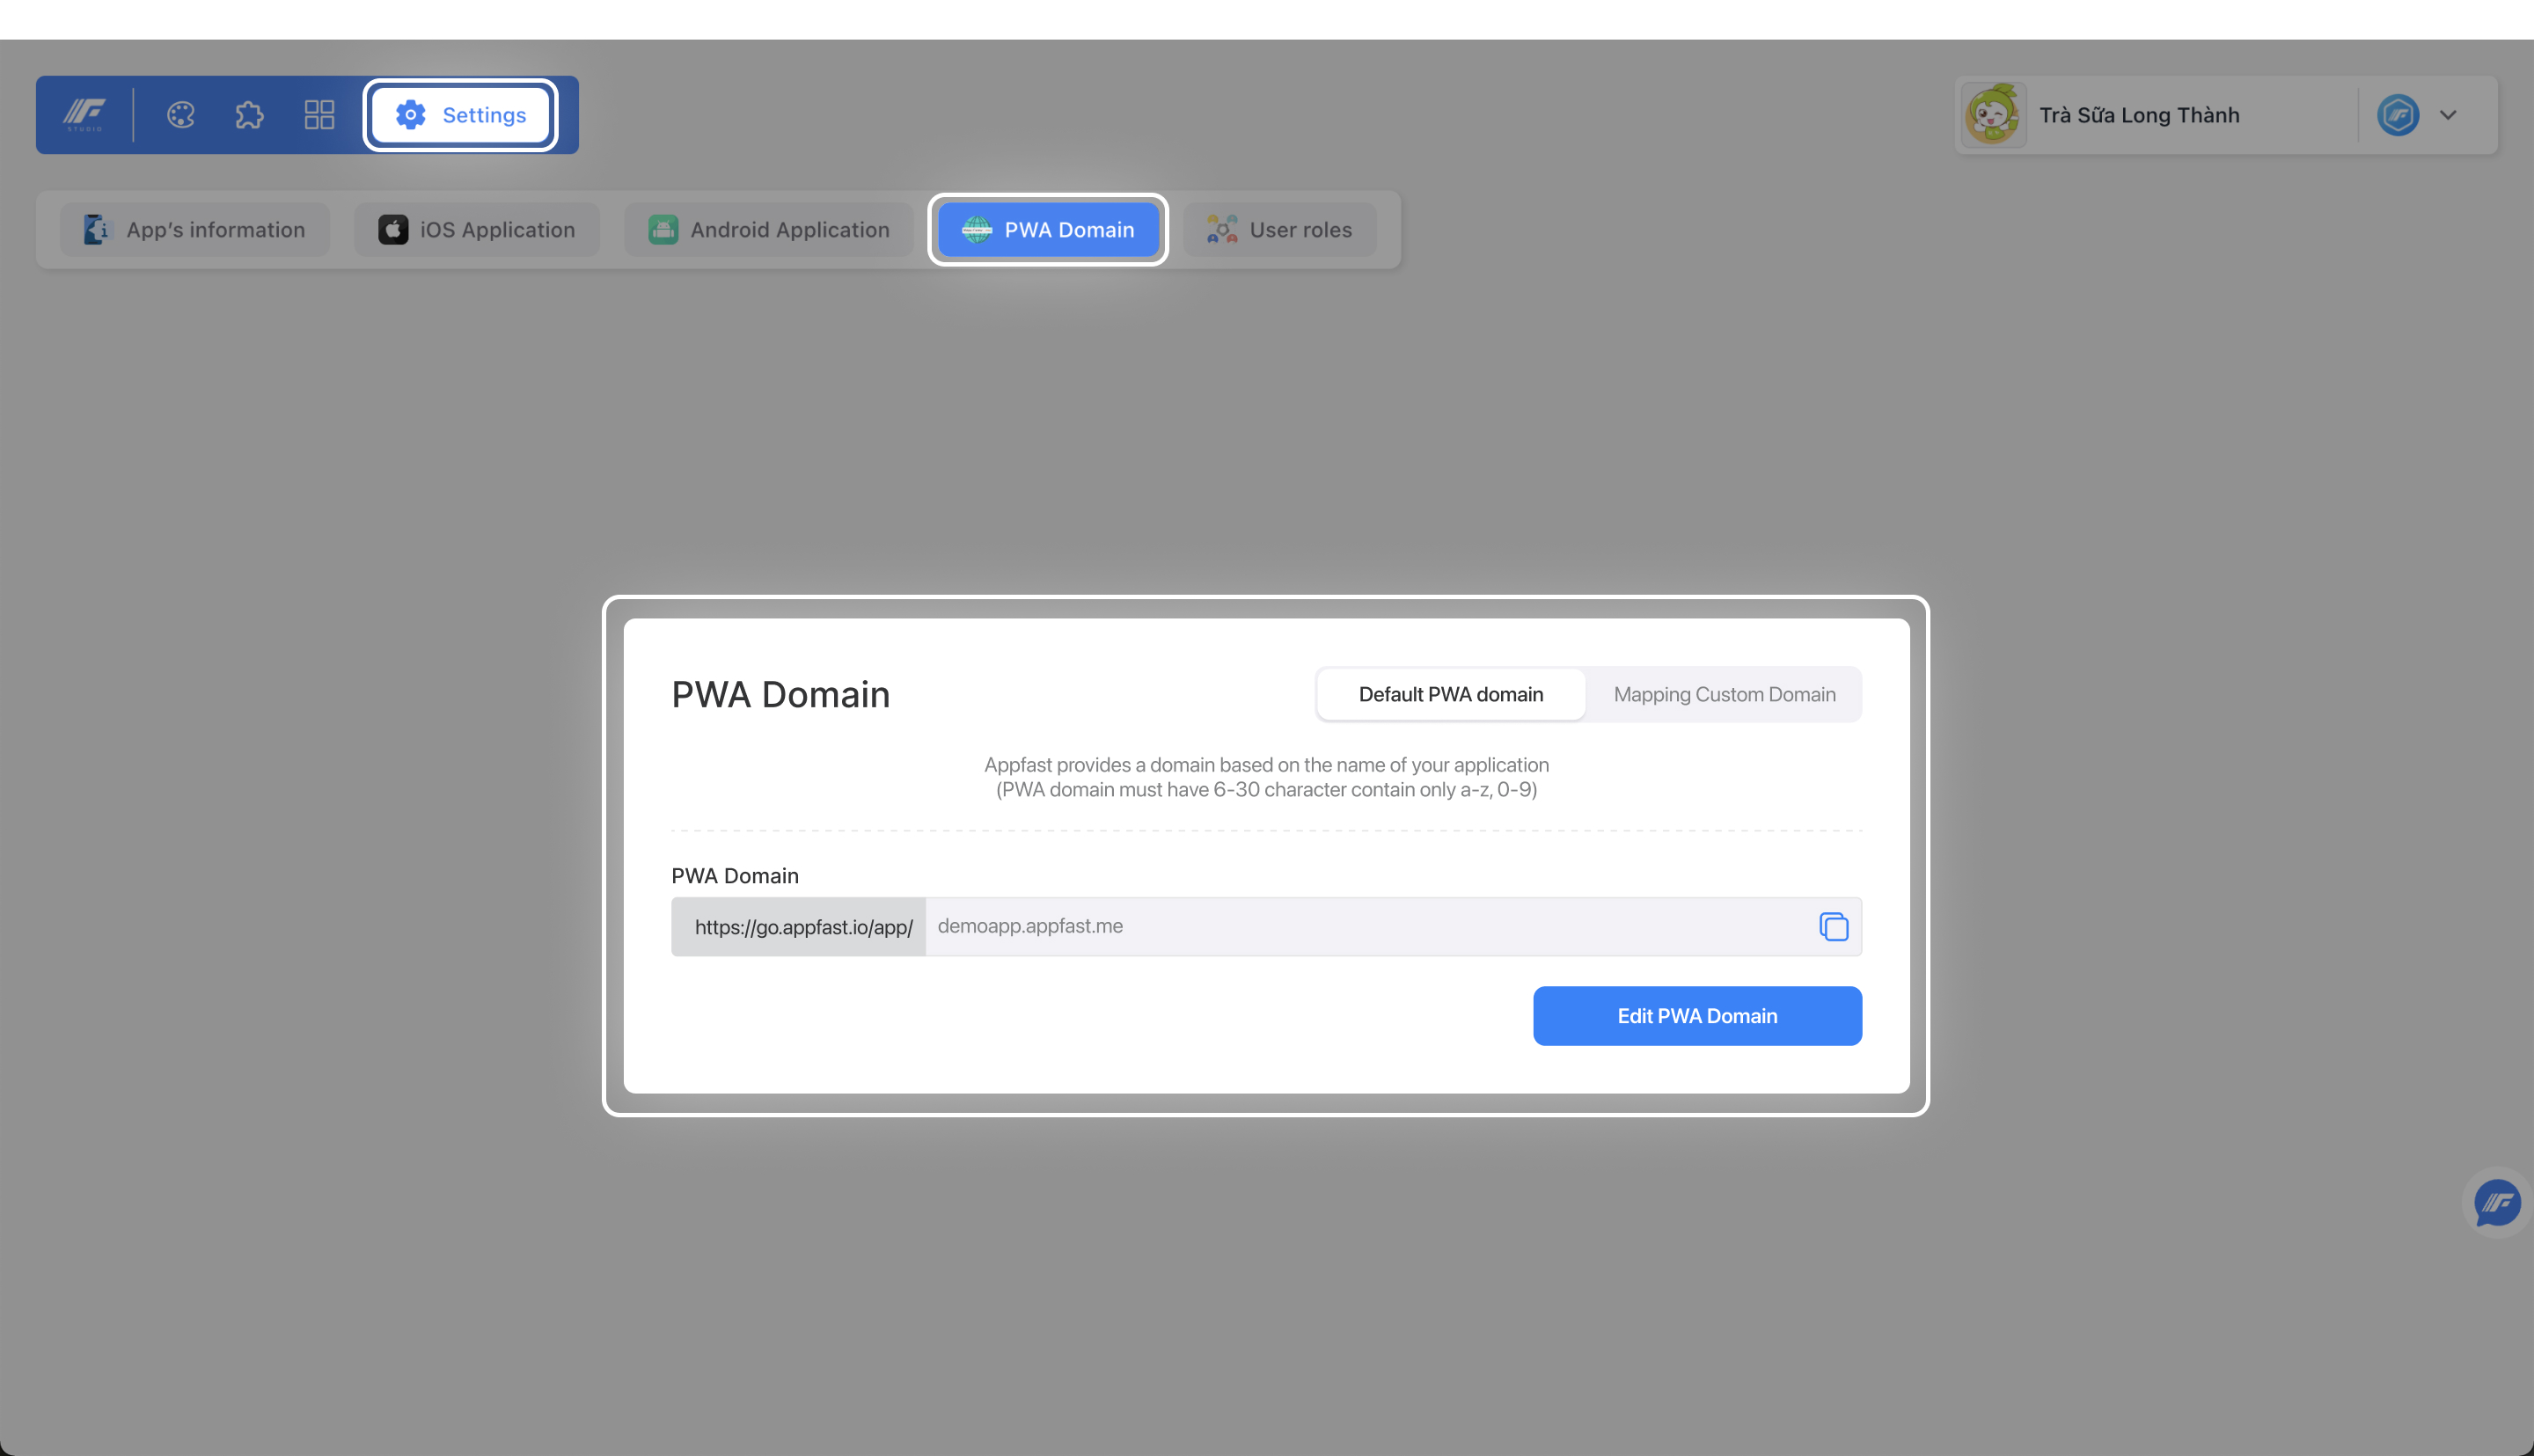 STUDIO
Settings
Trà Sữa Long Thành
App's information
iOS Application
Android Application
PWA Domain
User roles
PWA Domain
Default PWA domain
Mapping Custom Domain
Appfast provides a domain based on the name of your application
(PWA domain must have 6-30 character contain only a-z, 0-9)
PWA Domain
https://go.appfast.io/app/
demoapp.appfast.me
Edit PWA Domain